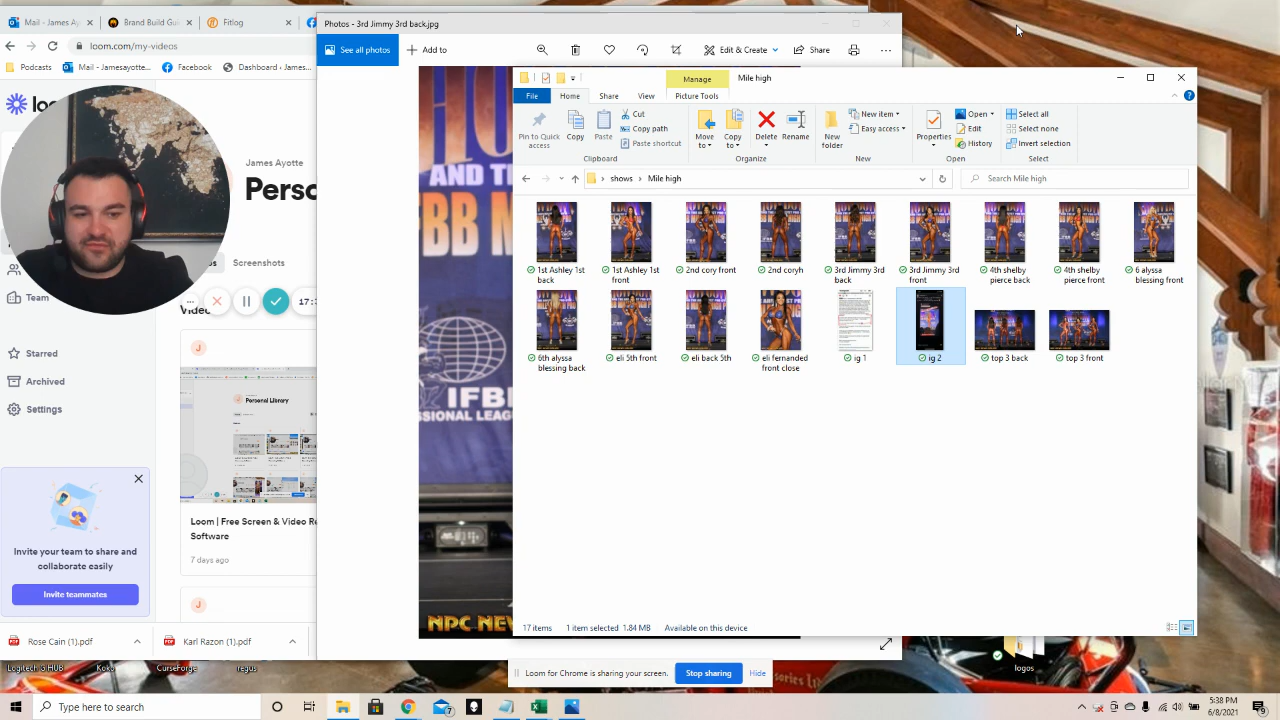 Mail - James Ay
Brand Build Gui
Fitlog
loom.com/my-videos
Podcasts
Mail - Jamesayotte...
Facebook
Dashboard ‹ James...
loo
James Ayotte
Perso
Screenshots
Team
17:
Starred
Archived
Settings
Loom | Free Screen & Video Re
Software
7 days ago
Invite your team to share and
collaborate easily
Invite teammates
Rose Cain (1).pdf
Karl Razon (1).pdf
Photos - 3rd Jimmy 3rd back.jpg
See all photos
Add to
Edit & Create
Share
AND TH
NPC NEW
Manage
Mile high
File
Home
Share
View
Picture Tools
Pin to Quick
access
Copy
Paste
Cut
Copy path
Paste shortcut
Clipboard
Move
to
Copy
to
Delete
Rename
Organize
New
folder
New item
Easy access
New
Properties
Open
Edit
History
Open
Select all
Select none
Invert selection
Select
shows
Mile high
Search Mile high
1st Ashley 1st
back
1st Ashley 1st
front
2nd cory front
2nd coryh
3rd Jimmy 3rd
back
3rd Jimmy 3rd
front
4th shelby
pierce back
4th shelby
pierce front
6 alyssa
blessing front
6th alyssa
blessing back
eli 5th front
eli back 5th
eli fernanded
front close
ig 1
ig 2
top 3 back
top 3 front
17 items
1 item selected 1.84 MB
Available on this device
Logitech G HUB
CurseForge
logos
Loom for Chrome is sharing your screen.
Stop sharing
Hide
Type here to search
5:38 PM
6/8/2021